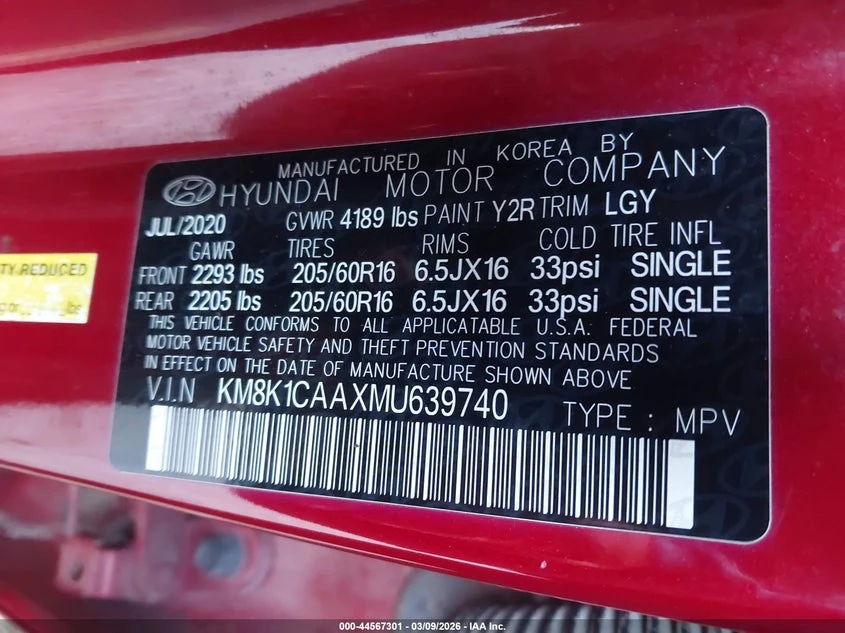 MANUFACTURED IN KOREA BY
HYUNDAI MOTOR COMPANY
JUL/2020 GVWR 4189 lbs PAINT Y2R TRIM LGY
GAWR TIRES RIMS COLD TIRE INFL
FRONT 2293 lbs 205/60R16 6.5JX16 33psi SINGLE
REAR 2205 lbs 205/60R16 6.5JX16 33psi SINGLE
THIS VEHICLE CONFORMS TO ALL APPLICATABLE U.S.A. FEDERAL
MOTOR VEHICLE SAFETY AND THEFT PREVENTION STANDARDS
IN EFFECT ON THE DATE OF MANUFACTURE SHOWN ABOVE
V.I.N KM8K1CAAXMU639740 TYPE : MPV
TY REDUCED
lbs
000-44567301 | 03/09/2026 | IAA Inc.